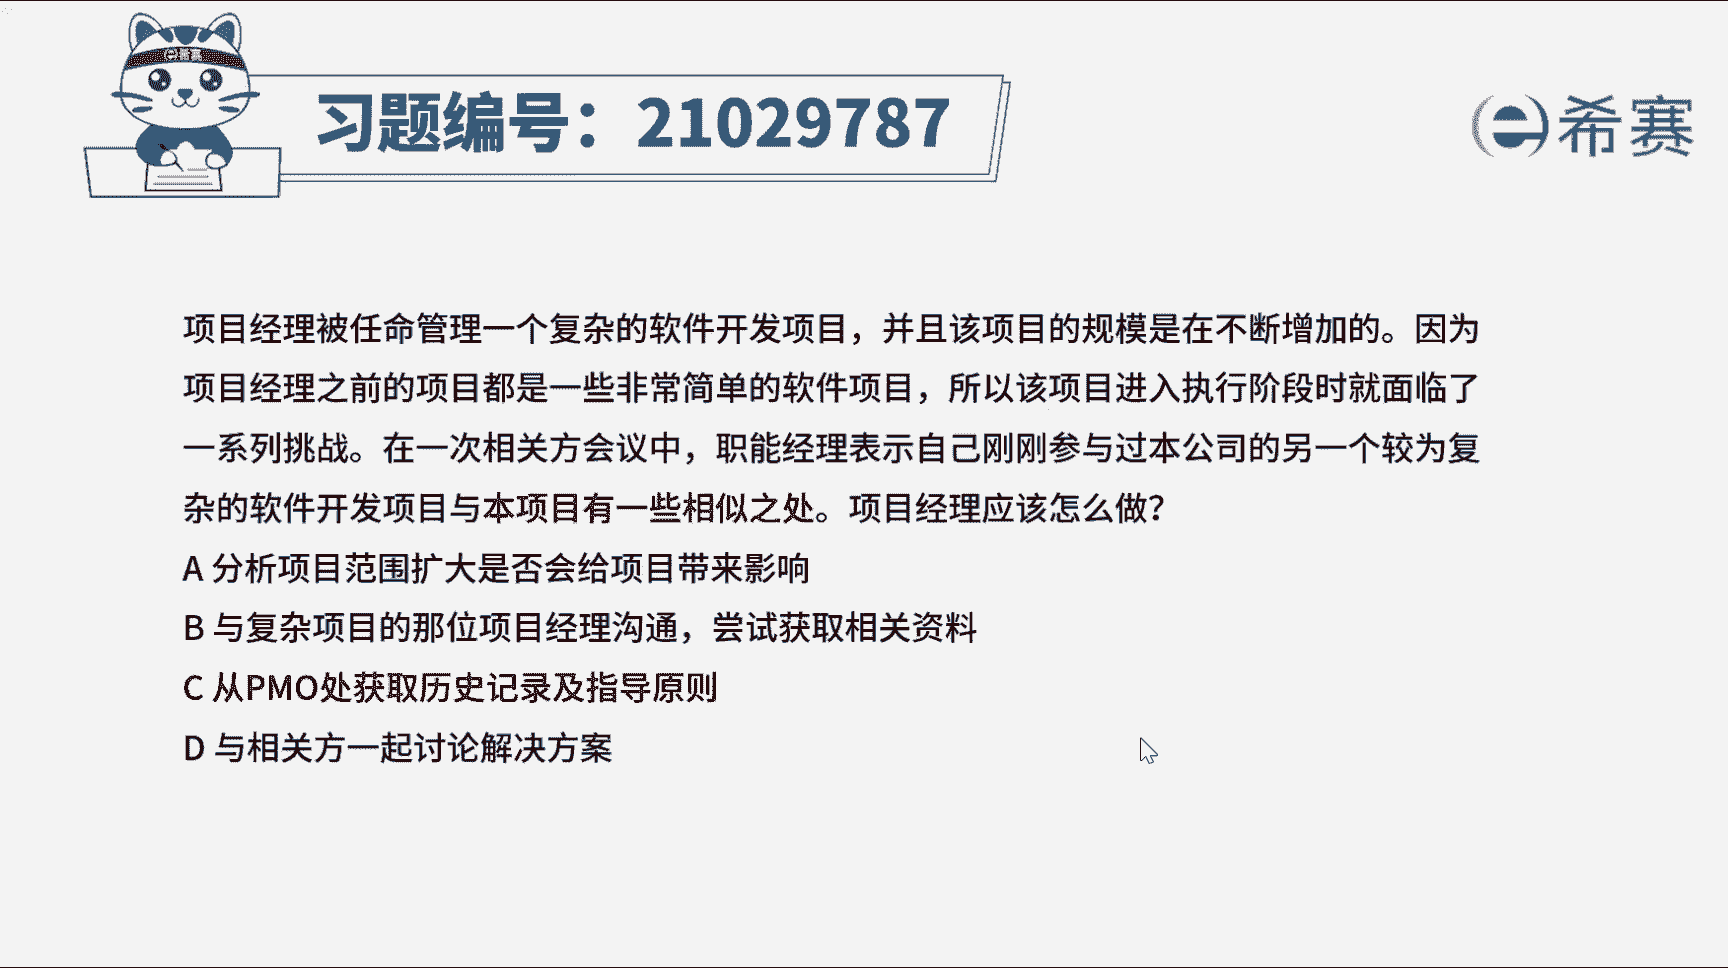 e希赛
习题编号：21029787
e希赛
项目经理被任命管理一个复杂的软件开发项目，并且该项目的规模是在不断增加的。因为
项目经理之前的项目都是一些非常简单的软件项目，所以该项目进入执行阶段时就面临了
一系列挑战。在一次相关方会议中，职能经理表示自己刚刚参与过本公司的另一个较为复
杂的软件开发项目与本项目有一些相似之处。项目经理应该怎么做？
A 分析项目范围扩大是否会给项目带来影响
B 与复杂项目的那位项目经理沟通，尝试获取相关资料
C 从PMO处获取历史记录及指导原则
D 与相关方一起讨论解决方案